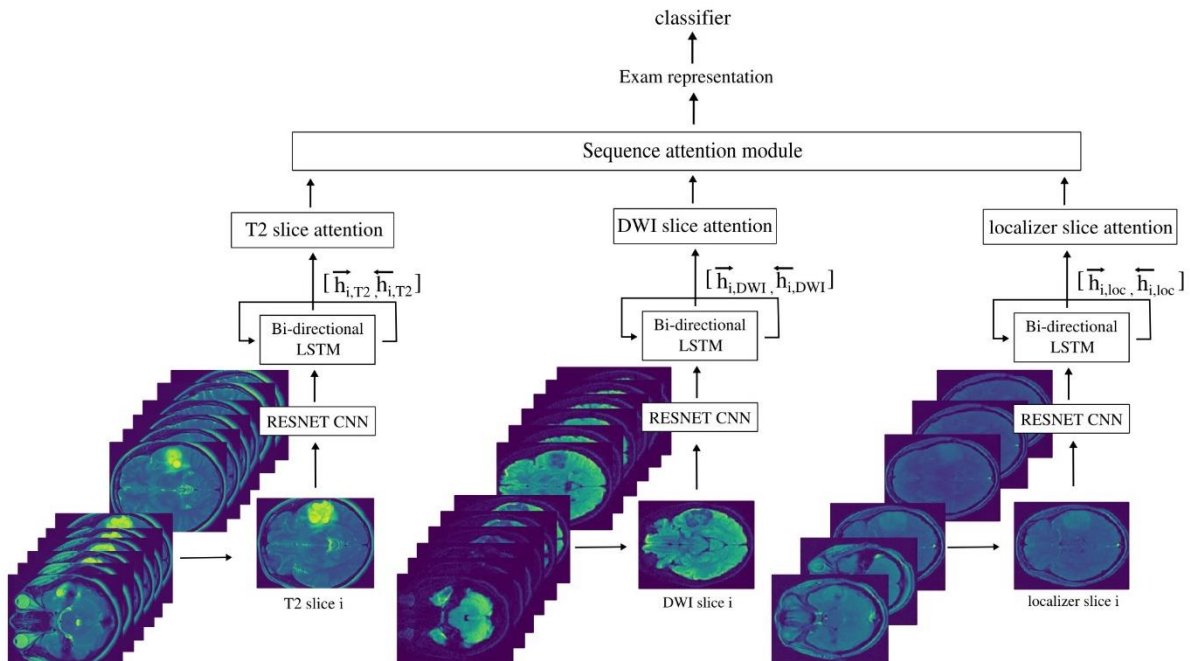 classifier
Exam representation
Sequence attention module
T2 slice attention
DWI slice attention
localizer slice attention
[h⃗i,T2, h⃖i,T2]
[h⃗i,DWI, h⃖i,DWI]
[h⃗i,loc, h⃖i,loc]
Bi-directional
LSTM
Bi-directional
LSTM
Bi-directional
LSTM
RESNET CNN
RESNET CNN
RESNET CNN
T2 slice i
DWI slice i
localizer slice i